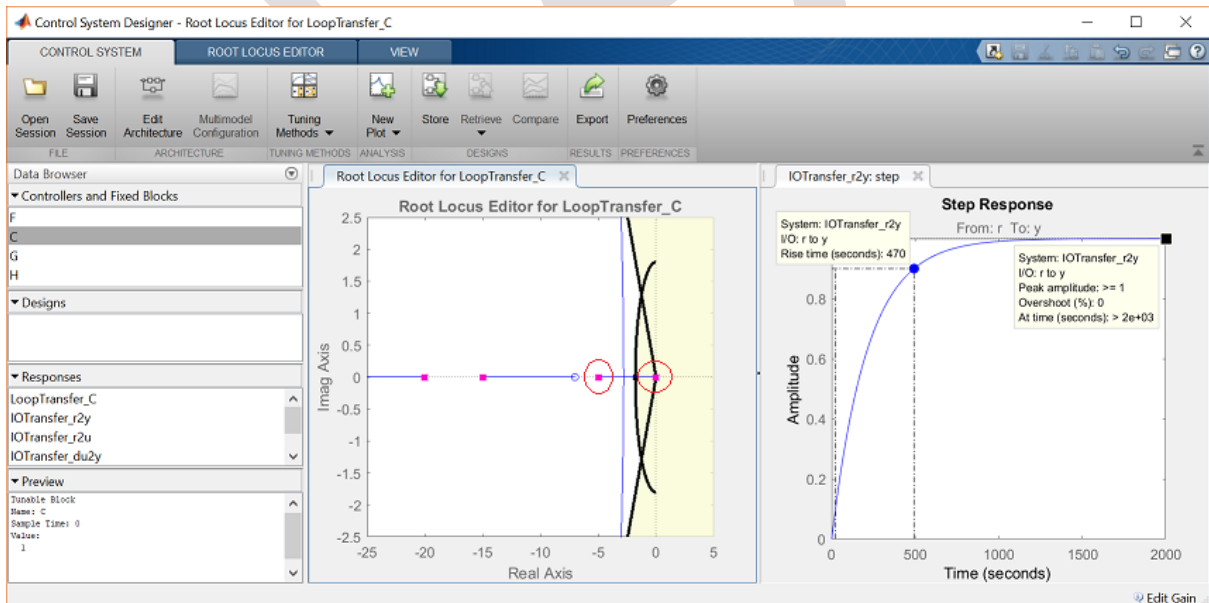 Control System Designer - Root Locus Editor for LoopTransfer_C
CONTROL SYSTEM
ROOT LOCUS EDITOR
VIEW
Open Session
Save Session
Edit Architecture
Multimodel Configuration
Tuning Methods
New Plot
Store
Retrieve
Compare
Export
Preferences
FILE
ARCHITECTURE
TUNING METHODS
ANALYSIS
DESIGNS
RESULTS
PREFERENCES
Data Browser
Controllers and Fixed Blocks
F
C
G
H
Designs
Responses
LoopTransfer_C
IOTransfer_r2y
IOTransfer_r2u
IOTransfer_du2y
Preview
Tunable Block
Name: C
Sample Time: 0
Value:
1
Root Locus Editor for LoopTransfer_C
Root Locus Editor for LoopTransfer_C
2.5
2
1.5
1
0.5
0
-0.5
-1
-1.5
-2
-2.5
Imag Axis
-25 -20 -15 -10 -5 0 5
Real Axis
IOTransfer_r2y: step
Step Response
From: r To: y
System: IOTransfer_r2y
I/O: r to y
Rise time (seconds): 470
System: IOTransfer_r2y
I/O: r to y
Peak amplitude: >= 1
Overshoot (%): 0
At time (seconds): > 2e+03
0.8
0.6
0.4
0.2
0
Amplitude
0 500 1000 1500 2000
Time (seconds)
Edit Gain